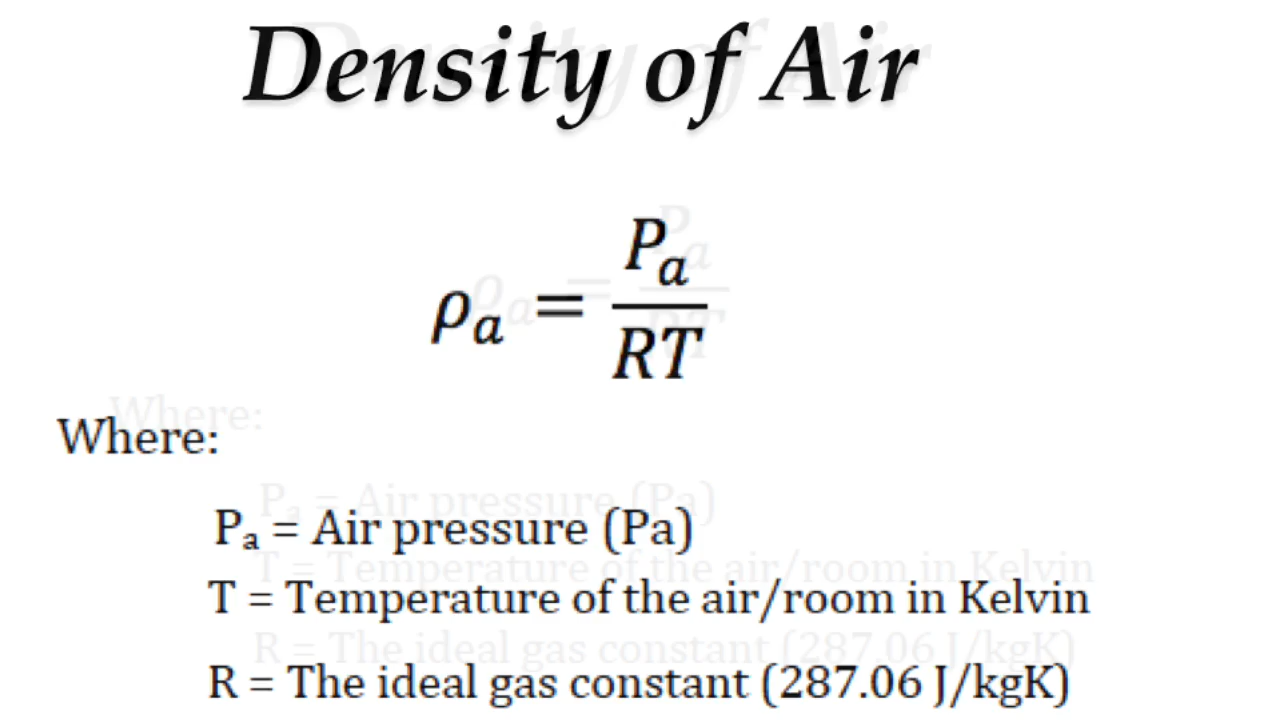 Density of Air
ρₐ = Pₐ / RT
Where:
Pₐ = Air pressure (Pa)
T = Temperature of the air/room in Kelvin
R = The ideal gas constant (287.06 J/kgK)